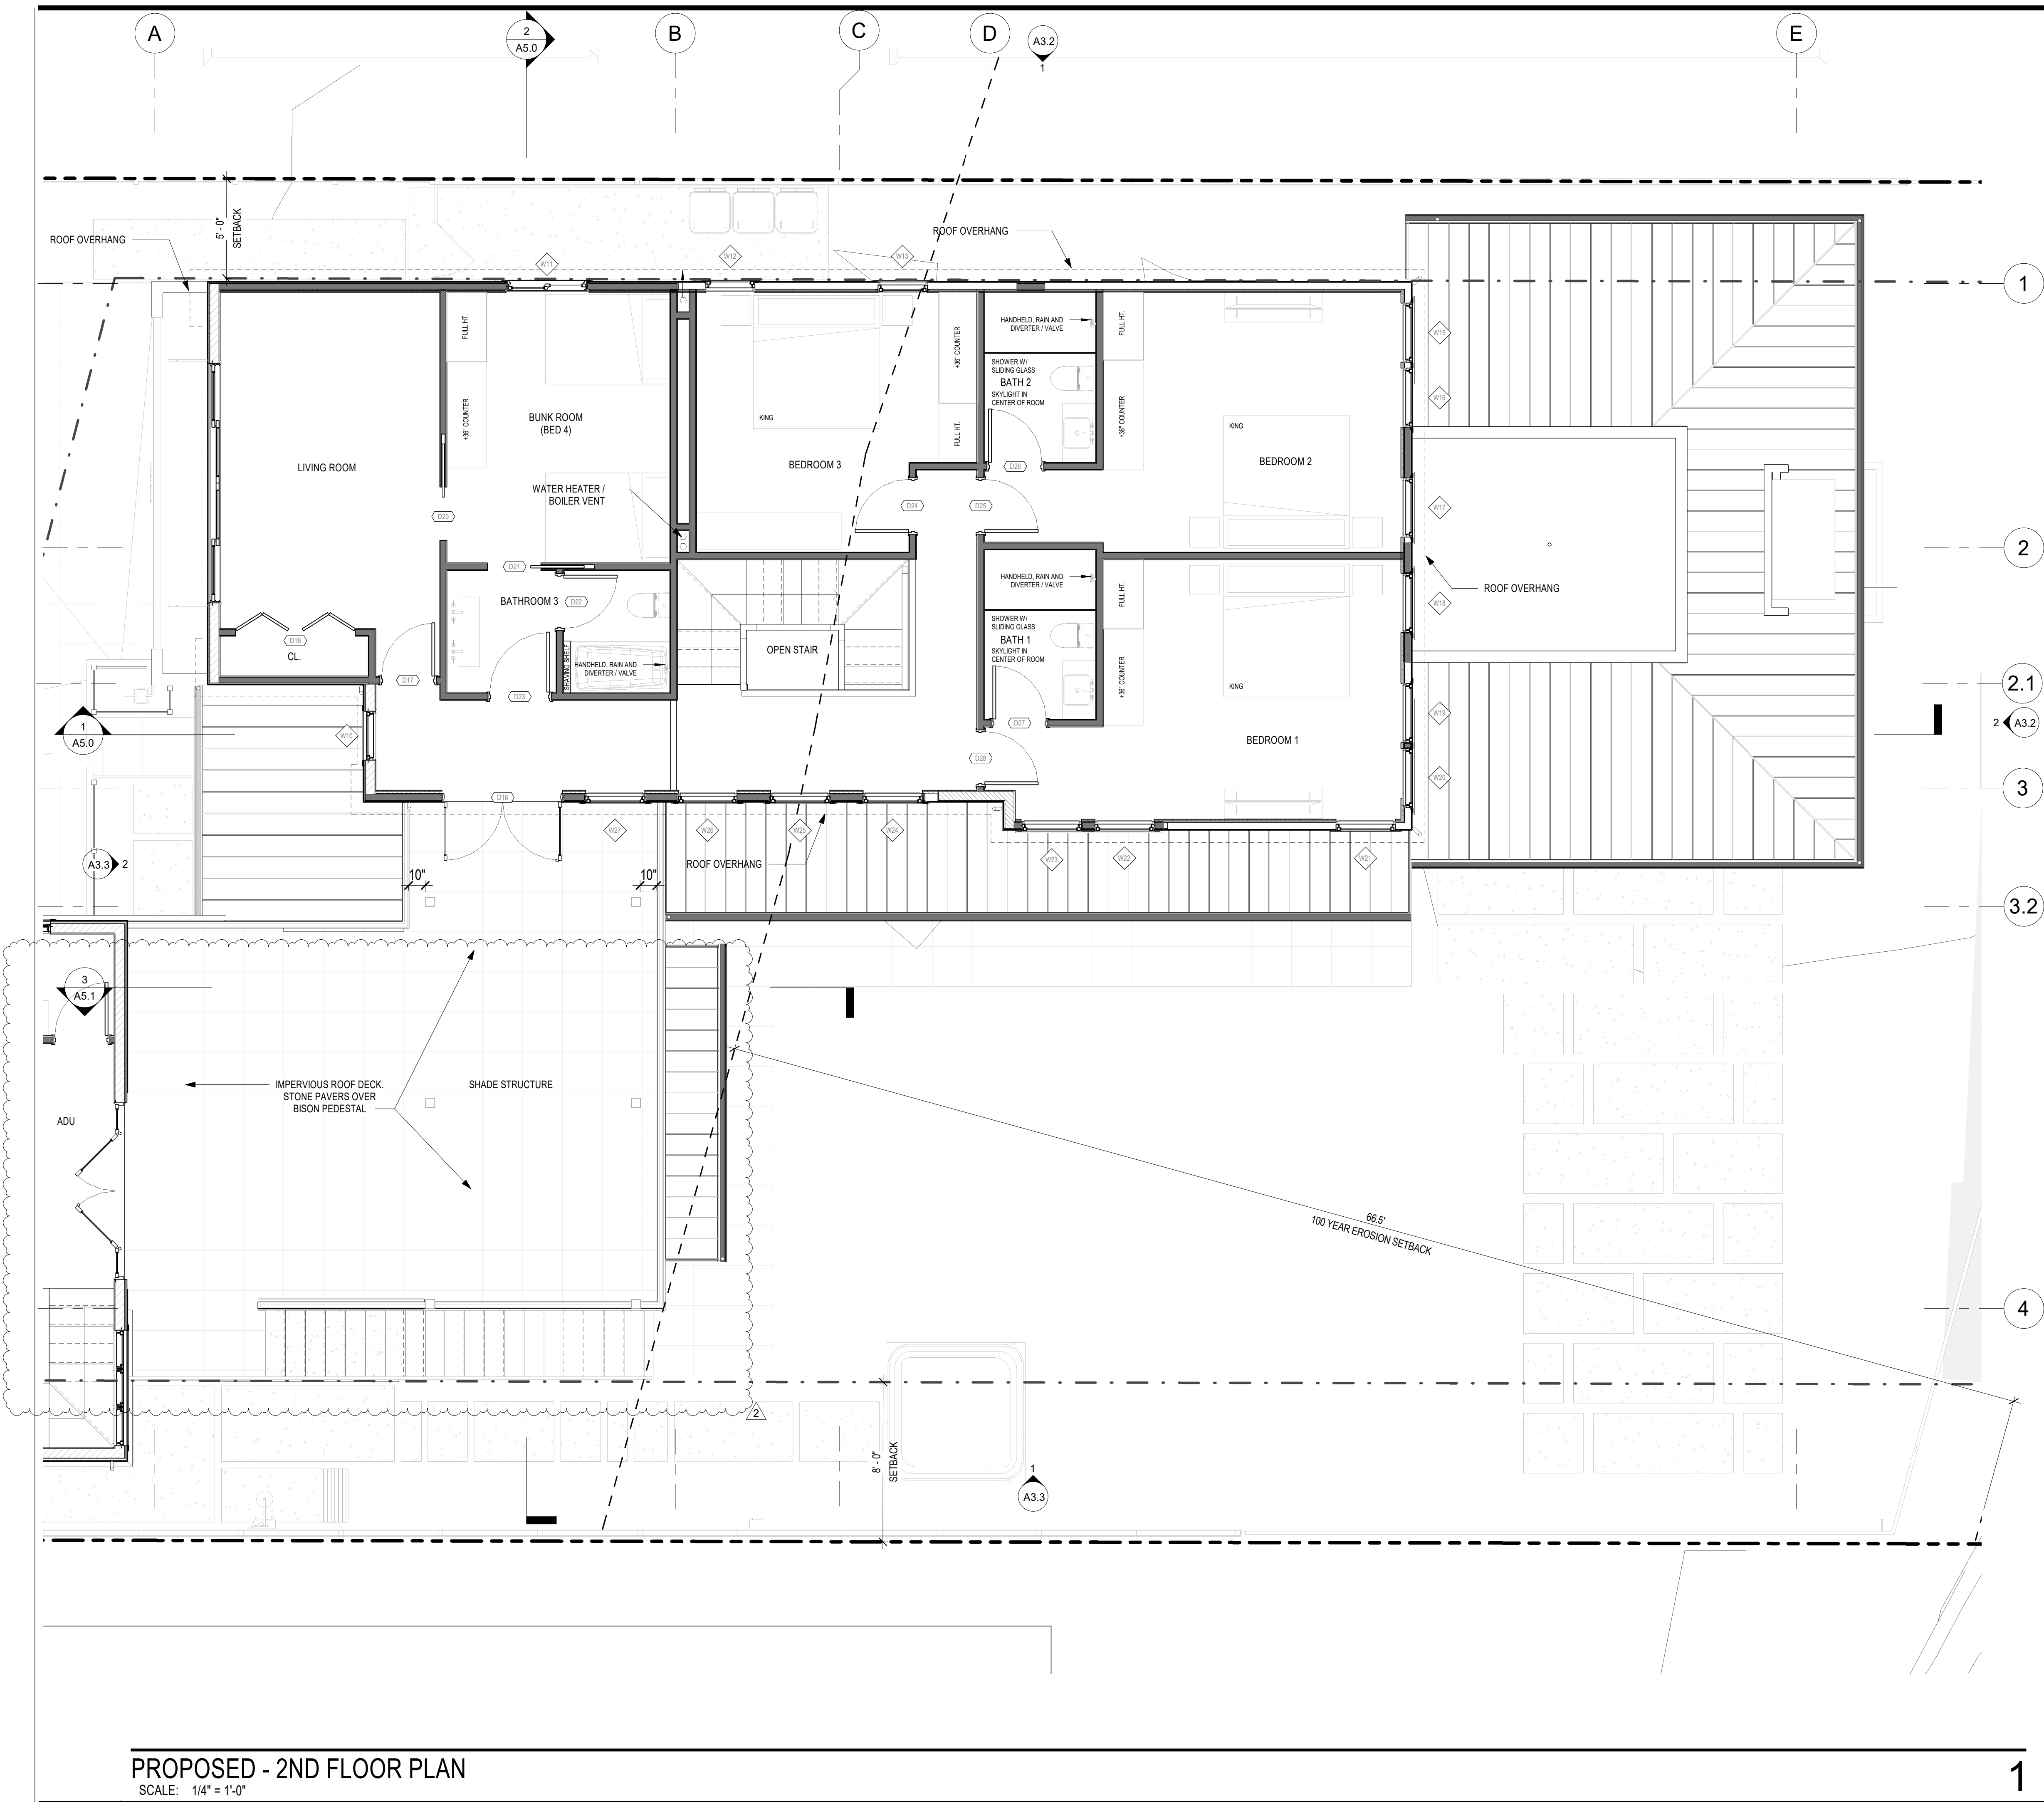 A
2
A5.0
B
C
D
A3.2
1
E
5' - 0"
SETBACK
ROOF OVERHANG
ROOF OVERHANG
W11
W12
W13
1
FULL HT.
+36" COUNTER
BUNK ROOM
(BED 4)
LIVING ROOM
WATER HEATER /
BOILER VENT
KING
BEDROOM 3
+36" COUNTER
FULL HT.
HANDHELD, RAIN AND
DIVERTER / VALVE
SHOWER W/
SLIDING GLASS
BATH 2
SKYLIGHT IN
CENTER OF ROOM
FULL HT.
+36" COUNTER
KING
BEDROOM 2
W15
W16
W17
D20
D24
D25
D26
2
D21
BATHROOM 3
D22
HANDHELD, RAIN AND
DIVERTER / VALVE
FULL HT.
ROOF OVERHANG
W18
SHOWER W/
SLIDING GLASS
BATH 1
SKYLIGHT IN
CENTER OF ROOM
D18
CL.
OPEN STAIR
SHAVING SHELF
HANDHELD, RAIN AND
DIVERTER / VALVE
+36" COUNTER
KING
D17
D23
2.1
1
A5.0
W10
D27
BEDROOM 1
W19
2
A3.2
D28
W20
D16
3
W27
W26
W25
W24
A3.3
2
ROOF OVERHANG
W23
W22
W21
10"
10"
3.2
3
A5.1
IMPERVIOUS ROOF DECK.
STONE PAVERS OVER
BISON PEDESTAL
SHADE STRUCTURE
ADU
66.5'
100 YEAR EROSION SETBACK
4
2
8' - 0"
SETBACK
1
A3.3
PROPOSED - 2ND FLOOR PLAN
SCALE: 1/4" = 1'-0"
1